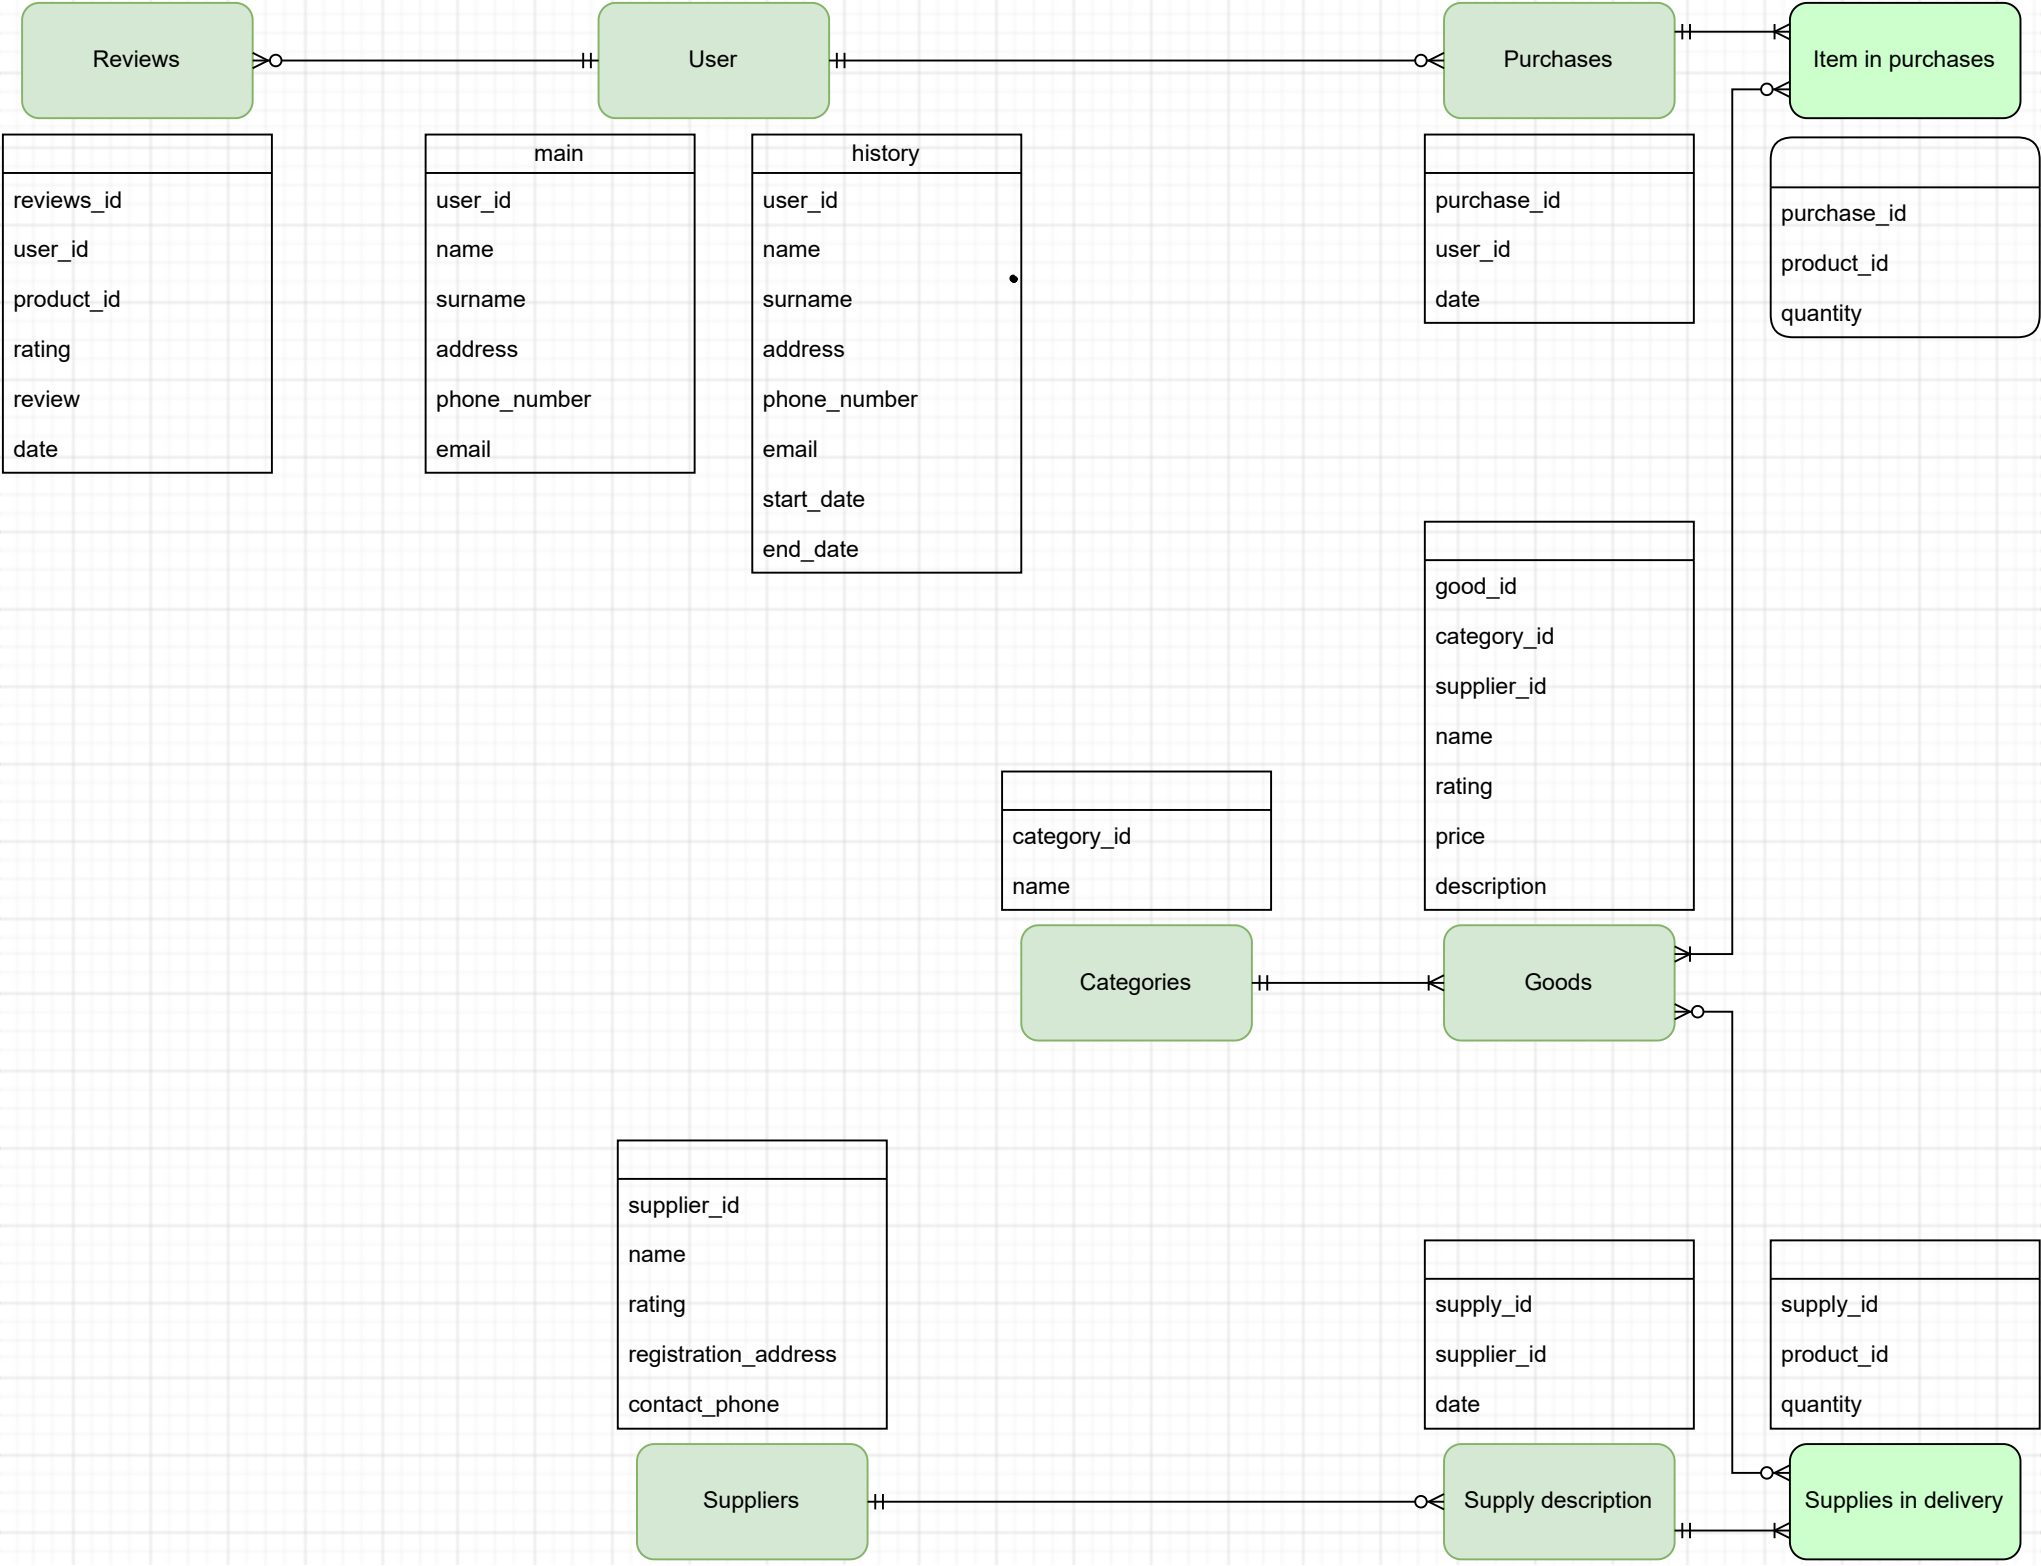 Reviews
User
Purchases
Item in purchases
reviews_id
user_id
product_id
rating
review
date
main
user_id
name
surname
address
phone_number
email
history
user_id
name
surname
address
phone_number
email
start_date
end_date
purchase_id
user_id
date
purchase_id
product_id
quantity
good_id
category_id
supplier_id
name
rating
price
description
category_id
name
Categories
Goods
supplier_id
name
rating
registration_address
contact_phone
supply_id
supplier_id
date
supply_id
product_id
quantity
Suppliers
Supply description
Supplies in delivery